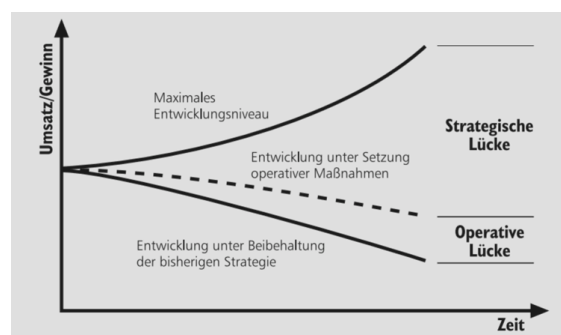 Umsatz/Gewinn
Maximales
Entwicklungsniveau
Strategische
Lücke
Entwicklung unter Setzung
operativer Maßnahmen
Operative
Lücke
Entwicklung unter Beibehaltung
der bisherigen Strategie
Zeit